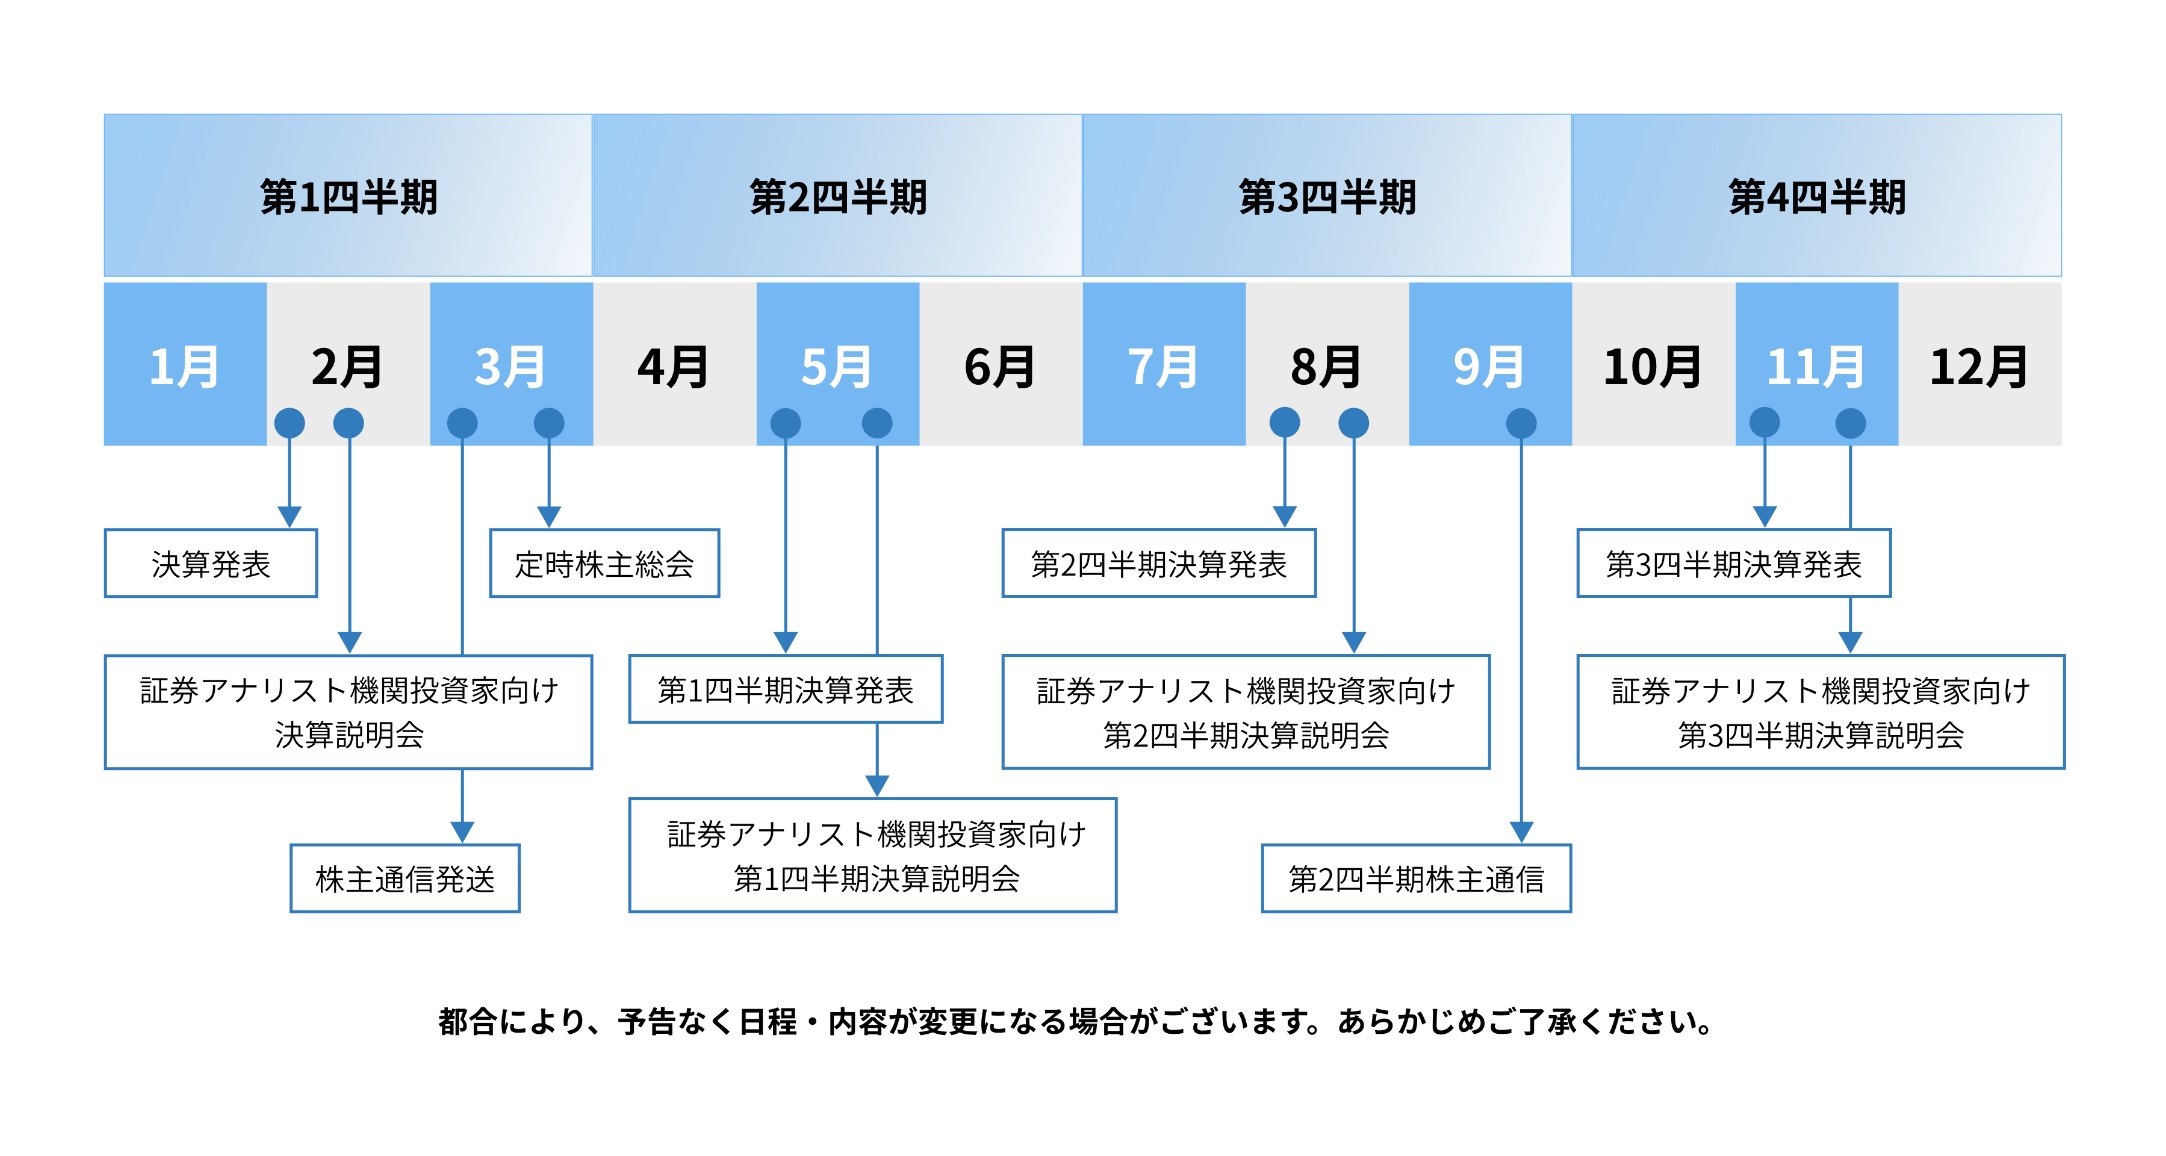 第1四半期
第2四半期
第3四半期
第4四半期
1月
2月
3月
4月
5月
6月
7月
8月
9月
10月
11月
12月
決算発表
定時株主総会
第2四半期決算発表
第3四半期決算発表
証券アナリスト機関投資家向け
決算説明会
第1四半期決算発表
証券アナリスト機関投資家向け
第2四半期決算説明会
証券アナリスト機関投資家向け
第3四半期決算説明会
株主通信発送
証券アナリスト機関投資家向け
第1四半期決算説明会
第2四半期株主通信
都合により、予告なく日程・内容が変更になる場合がございます。あらかじめご了承ください。